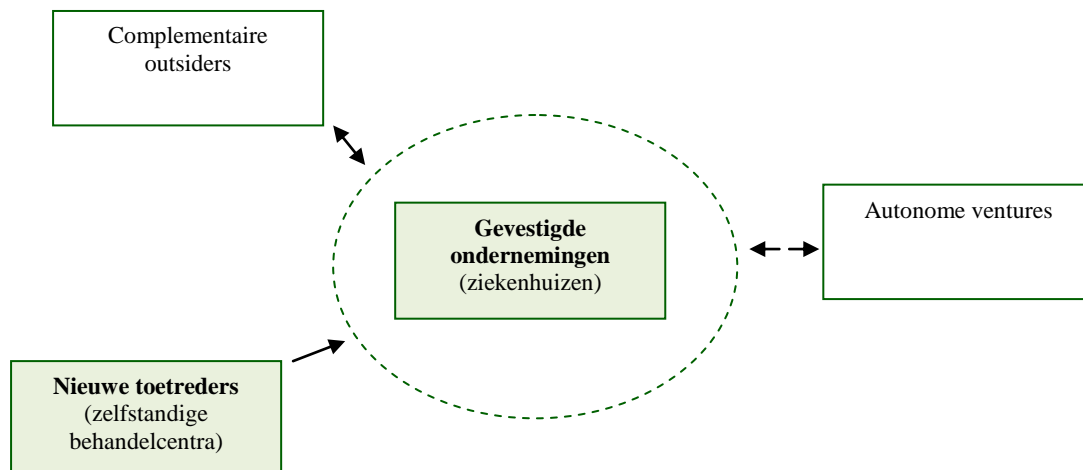 Complementaire
outsiders
Gevestigde
ondernemingen
(ziekenhuizen)
Autonome ventures
Nieuwe toetreders
(zelfstandige
behandelcentra)